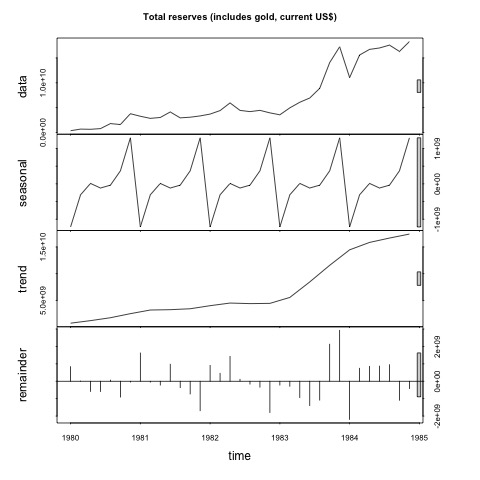 Total reserves (includes gold, current US$)
data
0.0e+00
1.0e+10
seasonal
-1e+09
0e+00
1e+09
trend
5.0e+09
1.5e+10
remainder
-2e+09
0e+00
2e+09
1980 1981 1982 1983 1984 1985
time